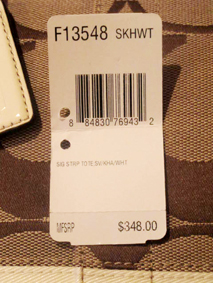 F13548 SKHWT
8 84830 76943 2
SIG STRIP TOTE,SV/KHA/WHT
MFSRP $348.00